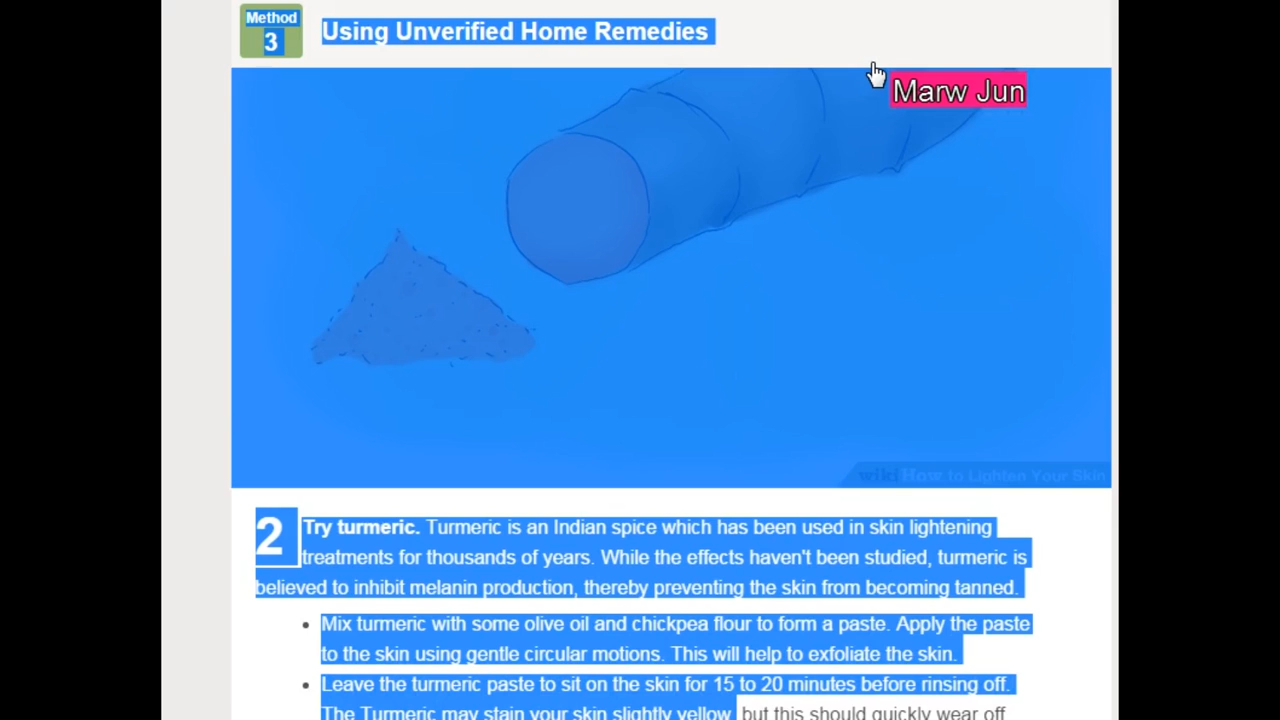 Method
3
Using Unverified Home Remedies
Marw Jun
wikiHow to Lighten Your Skin
2
Try turmeric. Turmeric is an Indian spice which has been used in skin lightening
treatments for thousands of years. While the effects haven't been studied, turmeric is
believed to inhibit melanin production, thereby preventing the skin from becoming tanned.
• Mix turmeric with some olive oil and chickpea flour to form a paste. Apply the paste
to the skin using gentle circular motions. This will help to exfoliate the skin.
• Leave the turmeric paste to sit on the skin for 15 to 20 minutes before rinsing off.
The Turmeric may stain your skin slightly yellow, but this should quickly wear off